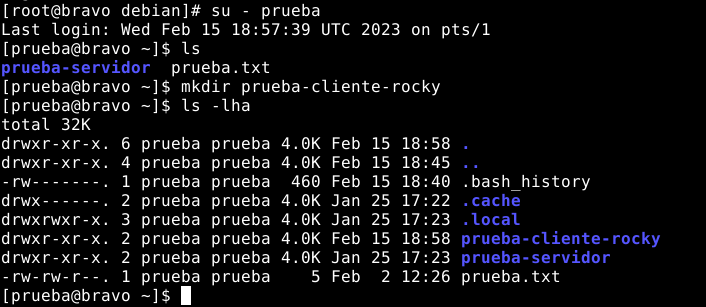 [root@bravo debian]# su - prueba
Last login: Wed Feb 15 18:57:39 UTC 2023 on pts/1
[prueba@bravo ~]$ ls
prueba-servidor  prueba.txt
[prueba@bravo ~]$ mkdir prueba-cliente-rocky
[prueba@bravo ~]$ ls -lha
total 32K
drwxr-xr-x. 6 prueba prueba 4.0K Feb 15 18:58 .
drwxr-xr-x. 4 prueba prueba 4.0K Feb 15 18:45 ..
-rw-------. 1 prueba prueba  460 Feb 15 18:40 .bash_history
drwx------. 2 prueba prueba 4.0K Jan 25 17:22 .cache
drwxrwxr-x. 3 prueba prueba 4.0K Jan 25 17:23 .local
drwxr-xr-x. 2 prueba prueba 4.0K Feb 15 18:58 prueba-cliente-rocky
drwxr-xr-x. 2 prueba prueba 4.0K Jan 25 17:23 prueba-servidor
-rw-rw-r--. 1 prueba prueba    5 Feb  2 12:26 prueba.txt
[prueba@bravo ~]$